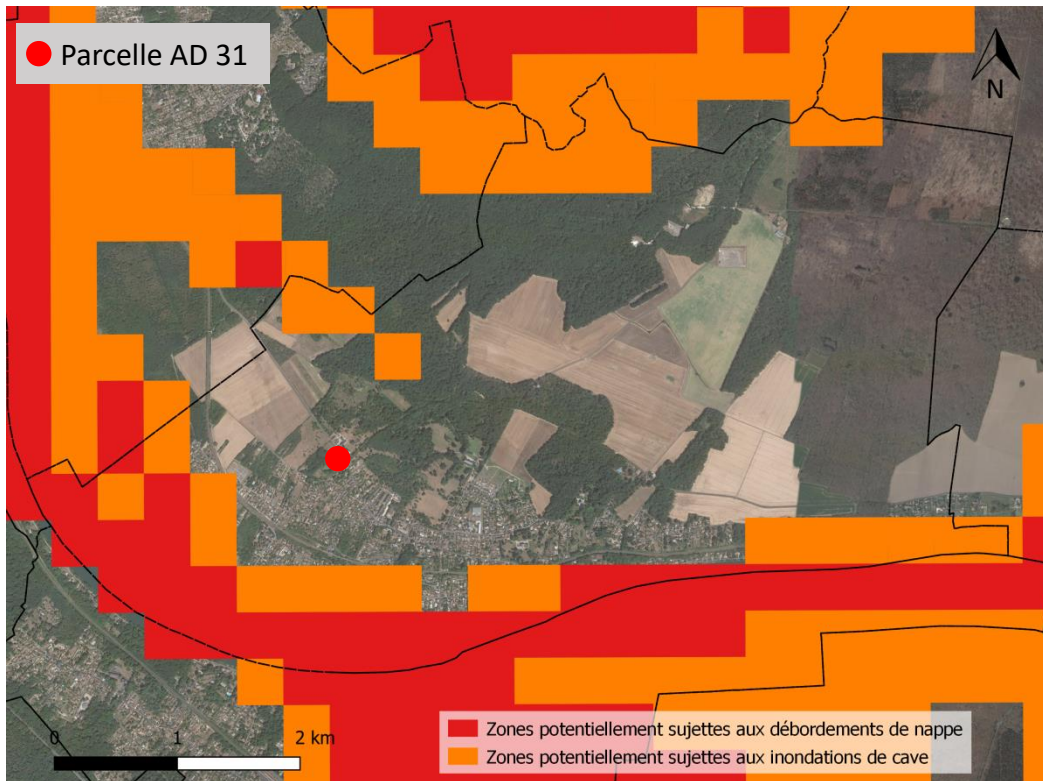 Parcelle AD 31
N
Zones potentiellement sujettes aux débordements de nappe
Zones potentiellement sujettes aux inondations de cave
0 1 2 km